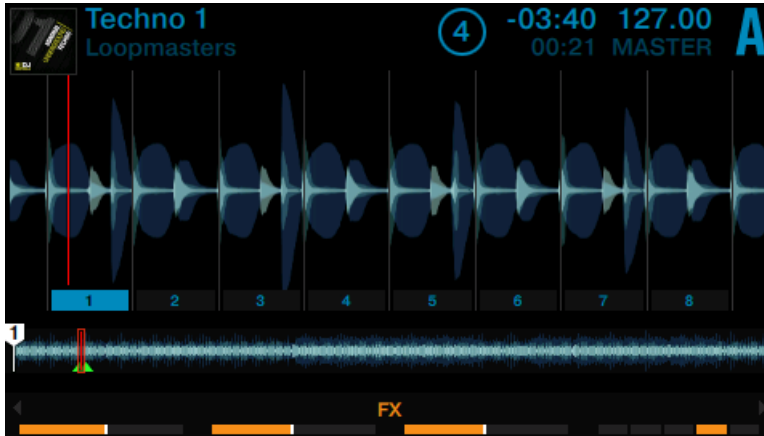 Techno 1
Loopmasters
4
-03:40 127.00
00:21 MASTER
A
1 2 3 4 5 6 7 8
1
FX